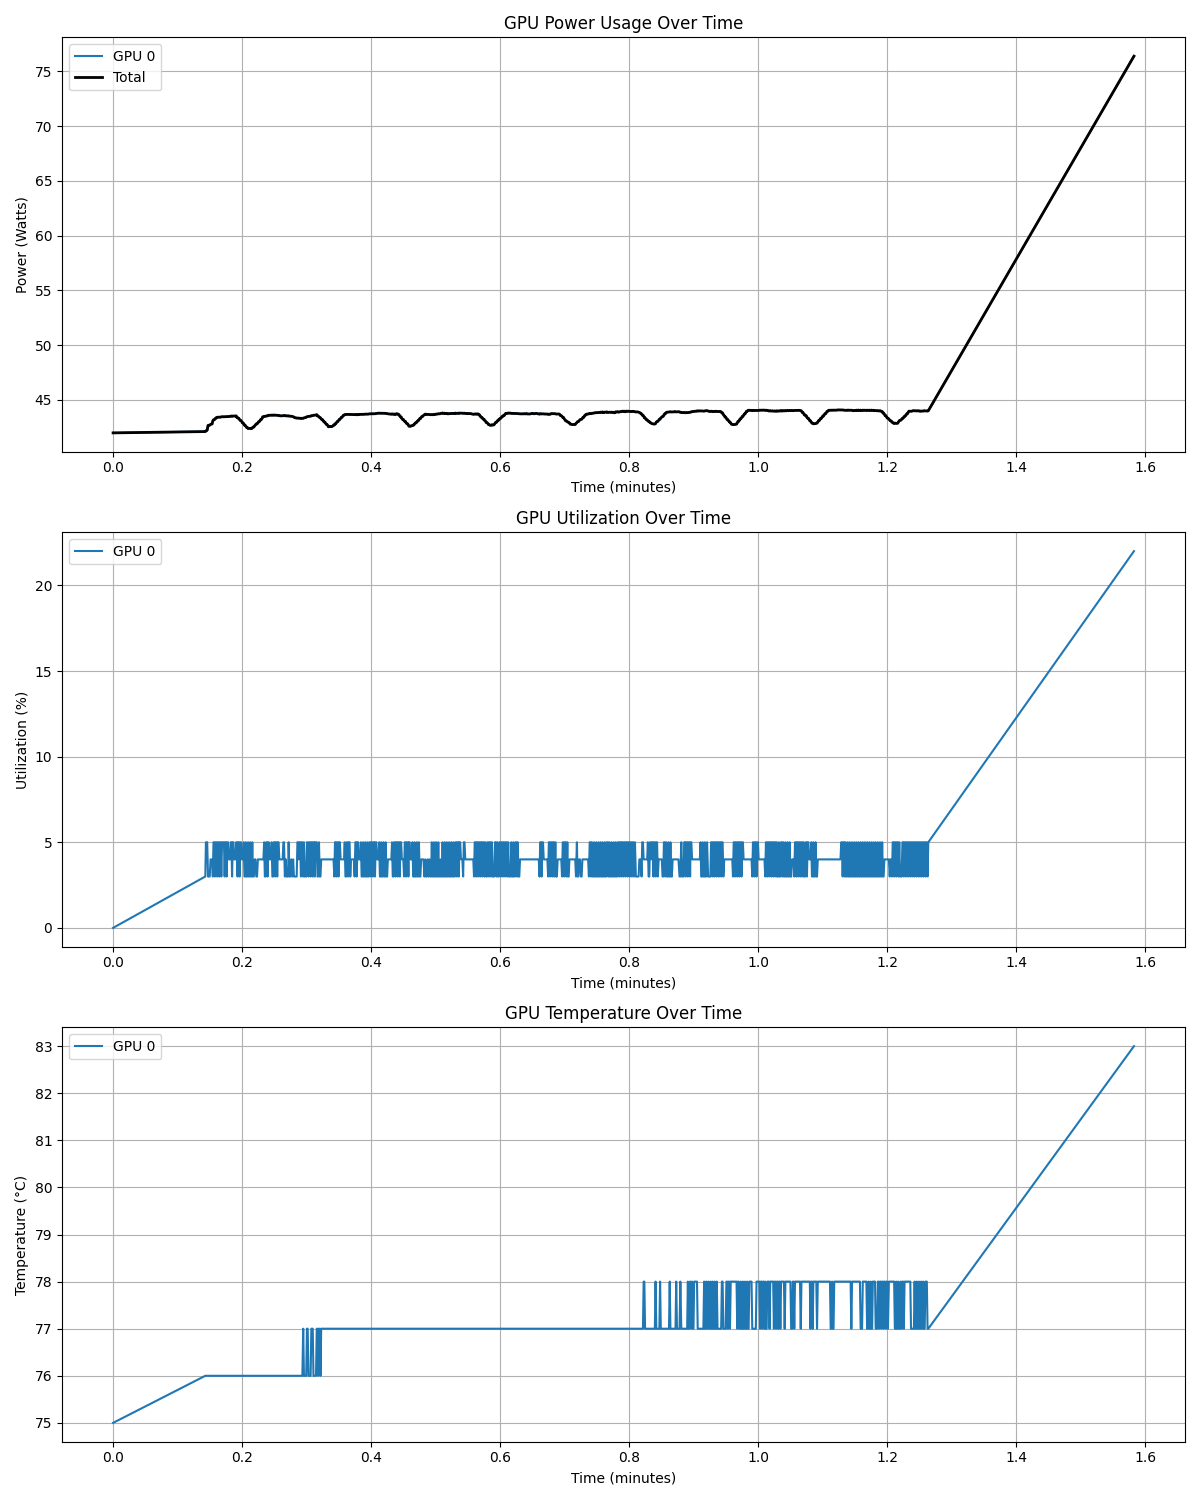 GPU Power Usage Over Time
GPU 0
Total
Power (Watts)
75
70
65
60
55
50
45
0.0 0.2 0.4 0.6 0.8 1.0 1.2 1.4 1.6
Time (minutes)
GPU Utilization Over Time
GPU 0
Utilization (%)
20
15
10
5
0
0.0 0.2 0.4 0.6 0.8 1.0 1.2 1.4 1.6
Time (minutes)
GPU Temperature Over Time
GPU 0
Temperature (°C)
83
82
81
80
79
78
77
76
75
0.0 0.2 0.4 0.6 0.8 1.0 1.2 1.4 1.6
Time (minutes)